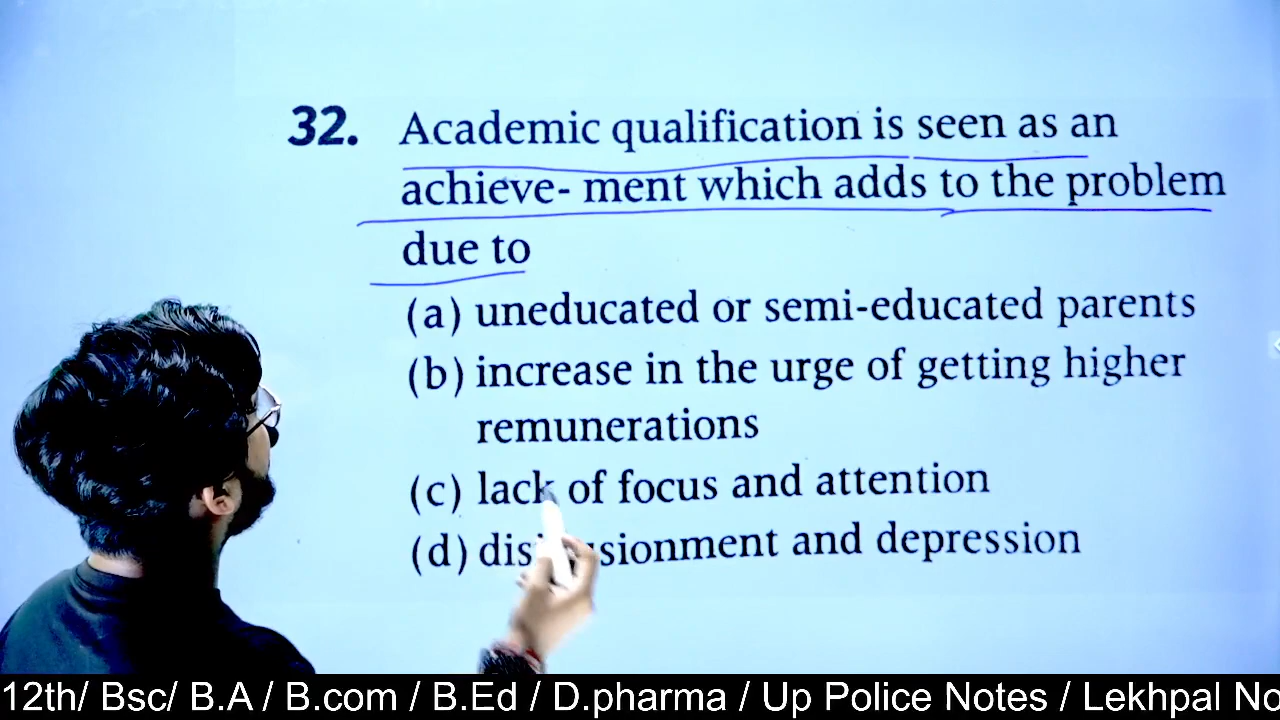 32. Academic qualification is seen as an
achieve- ment which adds to the problem
due to
(a) uneducated or semi-educated parents
(b) increase in the urge of getting higher
remunerations
(c) lack of focus and attention
(d) and depression
12th/ Bsc/ B.A / B.com / B.Ed / D.pharma / Up Police Notes / Lekhpal